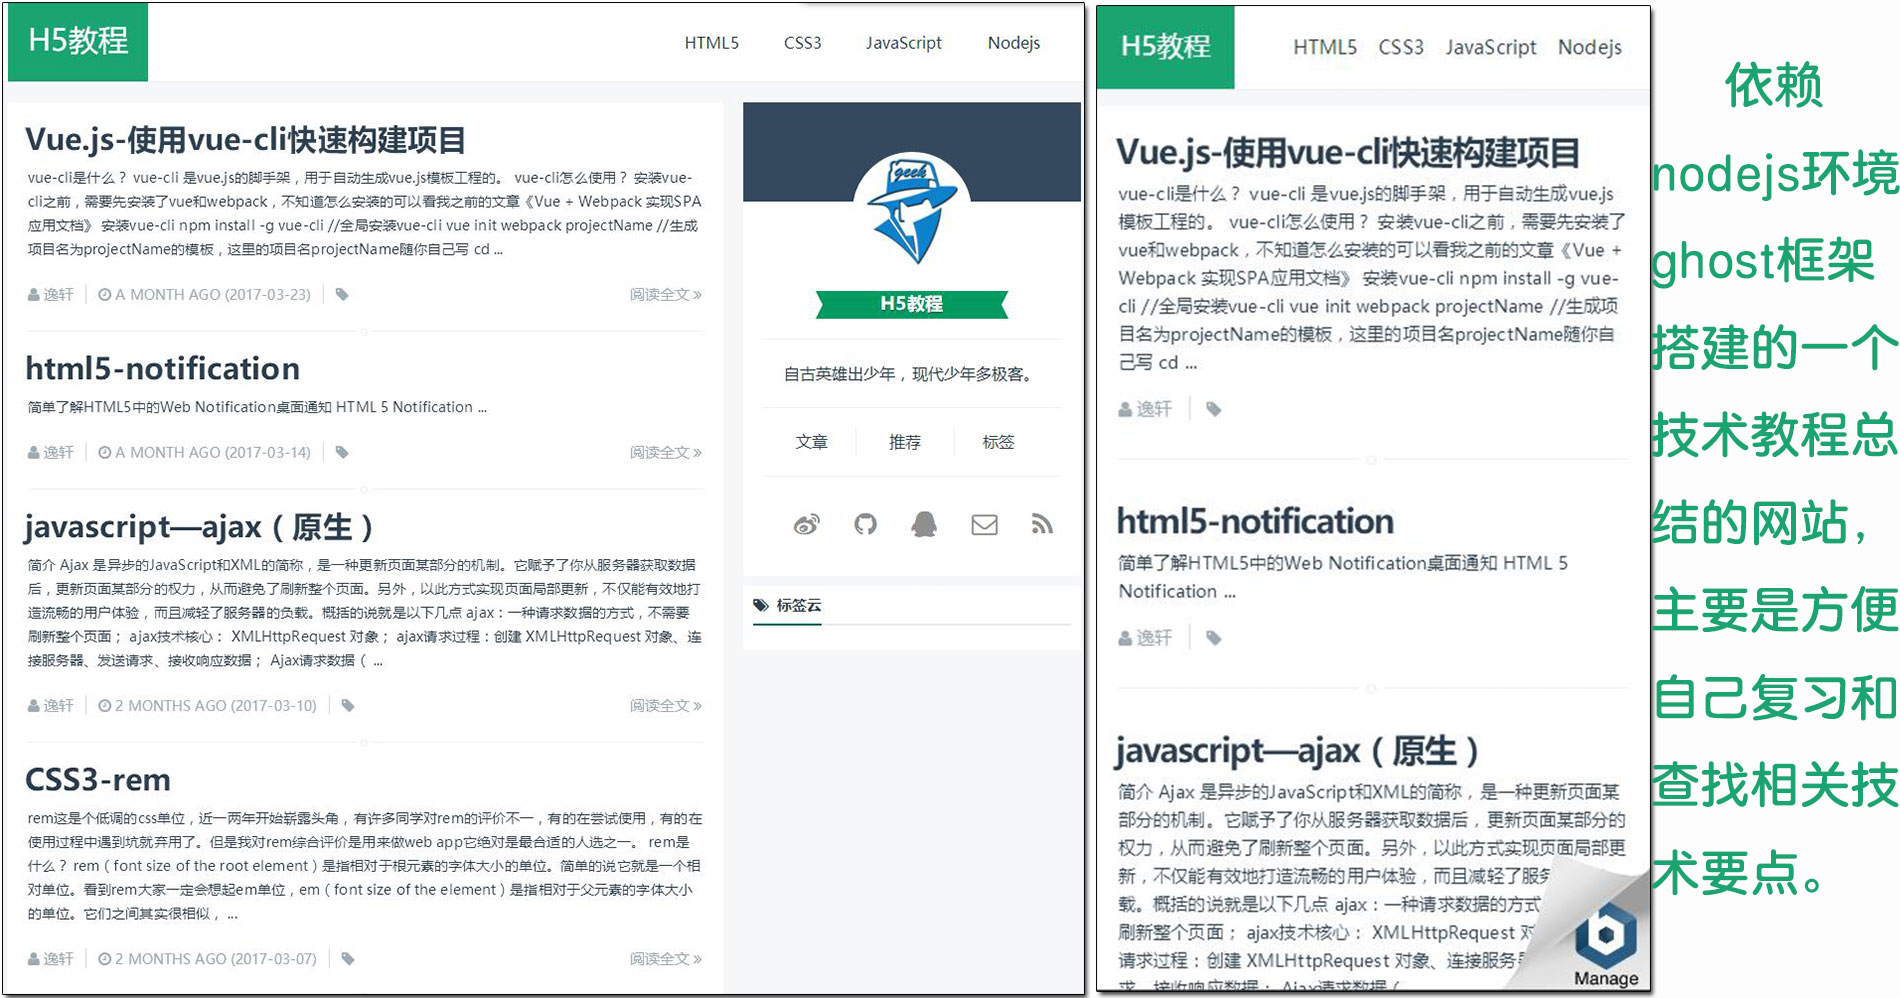 H5教程
HTML5 CSS3 JavaScript Nodejs
Vue.js-使用vue-cli快速构建项目
vue-cli是什么？ vue-cli 是vue.js的脚手架，用于自动生成vue.js模板工程的。 vue-cli怎么使用？ 安装vue-
cli之前，需要先安装了vue和webpack，不知道怎么安装的可以看我之前的文章《Vue + Webpack 实现SPA
应用文档》 安装vue-cli npm install -g vue-cli //全局安装vue-cli vue init webpack projectName //生成
项目名为projectName的模板，这里的项目名projectName随你自己写 cd ...
逸轩 A MONTH AGO (2017-03-23) 阅读全文 »
html5-notification
简单了解HTML5中的Web Notification桌面通知 HTML 5 Notification ...
逸轩 A MONTH AGO (2017-03-14) 阅读全文 »
javascript—ajax（原生）
简介 Ajax 是异步的JavaScript和XML的简称，是一种更新页面某部分的机制。它赋予了你从服务器获取数据
后，更新页面某部分的权力，从而避免了刷新整个页面。另外，以此方式实现页面局部更新，不仅能有效地打
造流畅的用户体验，而且减轻了服务器的负载。概括的说就是以下几点 ajax：一种请求数据的方式，不需要
刷新整个页面； ajax技术核心： XMLHttpRequest 对象； ajax请求过程：创建 XMLHttpRequest 对象、连
接服务器、发送请求、接收响应数据； Ajax请求数据（ ...
逸轩 2 MONTHS AGO (2017-03-10) 阅读全文 »
CSS3-rem
rem这是个低调的css单位，近一两年开始崭露头角，有许多同学对rem的评价不一，有的在尝试使用，有的在
使用过程中遇到坑就弃用了。但是我对rem综合评价是用来做web app它绝对是最合适的人选之一。 rem是
什么？ rem（font size of the root element）是指相对于根元素的字体大小的单位。简单的说它就是一个相
对单位。看到rem大家一定会想起em单位，em（font size of the element）是指相对于父元素的字体大小
的单位。它们之间其实很相似， ...
逸轩 2 MONTHS AGO (2017-03-07) 阅读全文 »
geek
H5教程
自古英雄出少年，现代少年多极客。
文章 推荐 标签
标签云
H5教程
HTML5 CSS3 JavaScript Nodejs
Vue.js-使用vue-cli快速构建项目
vue-cli是什么？ vue-cli 是vue.js的脚手架，用于自动生成vue.js
模板工程的。 vue-cli怎么使用？ 安装vue-cli之前，需要先安装了
vue和webpack，不知道怎么安装的可以看我之前的文章《Vue +
Webpack 实现SPA应用文档》 安装vue-cli npm install -g vue-
cli //全局安装vue-cli vue init webpack projectName //生成项
目名为projectName的模板，这里的项目名projectName随你自
己写 cd ...
逸轩
html5-notification
简单了解HTML5中的Web Notification桌面通知 HTML 5
Notification ...
逸轩
javascript—ajax（原生）
简介 Ajax 是异步的JavaScript和XML的简称，是一种更新页面某
部分的机制。它赋予了你从服务器获取数据后，更新页面某部分的
权力，从而避免了刷新整个页面。另外，以此方式实现页面局部更
新，不仅能有效地打造流畅的用户体验，而且减轻了服务
载。概括的说就是以下几点 ajax：一种请求数据的方式
刷新整个页面； ajax技术核心： XMLHttpRequest 对
请求过程：创建 XMLHttpRequest 对象、连接服务
求、接收响应数据； Ajax请求数据（
Manage
依赖
nodejs环境
ghost框架
搭建的一个
技术教程总
结的网站，
主要是方便
自己复习和
查找相关技
术要点。